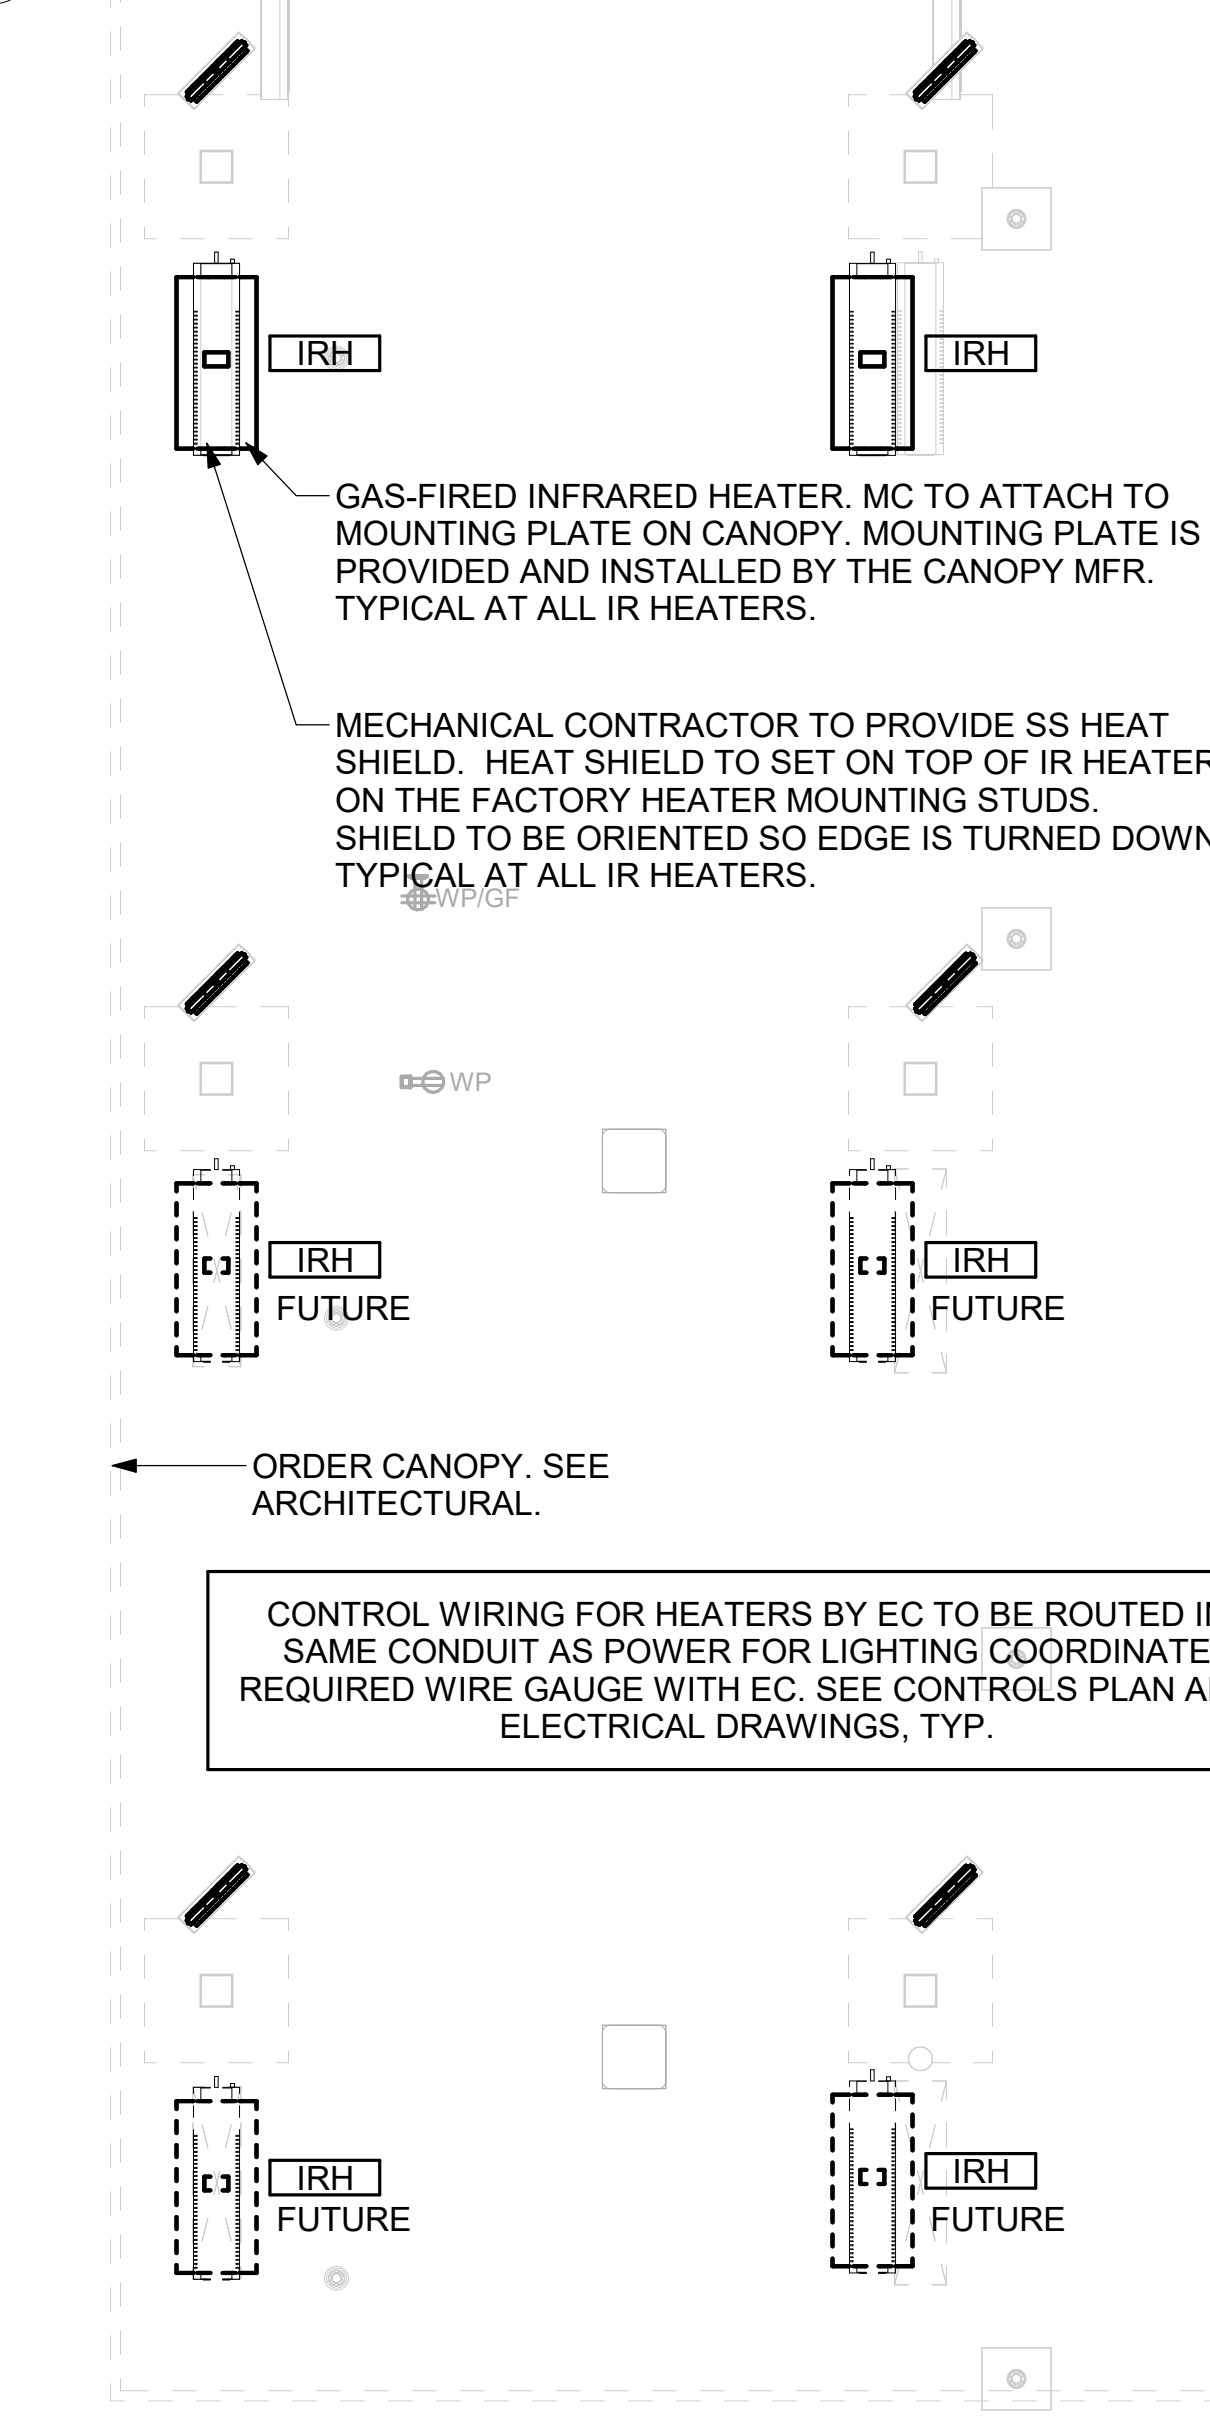 IRH
IRH
GAS-FIRED INFRARED HEATER. MC TO ATTACH TO
MOUNTING PLATE ON CANOPY. MOUNTING PLATE IS
PROVIDED AND INSTALLED BY THE CANOPY MFR.
TYPICAL AT ALL IR HEATERS.
MECHANICAL CONTRACTOR TO PROVIDE SS HEAT
SHIELD. HEAT SHIELD TO SET ON TOP OF IR HEATER
ON THE FACTORY HEATER MOUNTING STUDS.
SHIELD TO BE ORIENTED SO EDGE IS TURNED DOWN
TYPICAL AT ALL IR HEATERS.
WP/GF
WP
IRH
FUTURE
IRH
FUTURE
ORDER CANOPY. SEE
ARCHITECTURAL.
CONTROL WIRING FOR HEATERS BY EC TO BE ROUTED
SAME CONDUIT AS POWER FOR LIGHTING COORDINATE
REQUIRED WIRE GAUGE WITH EC. SEE CONTROLS PLAN
ELECTRICAL DRAWINGS, TYP.
IRH
FUTURE
IRH
FUTURE